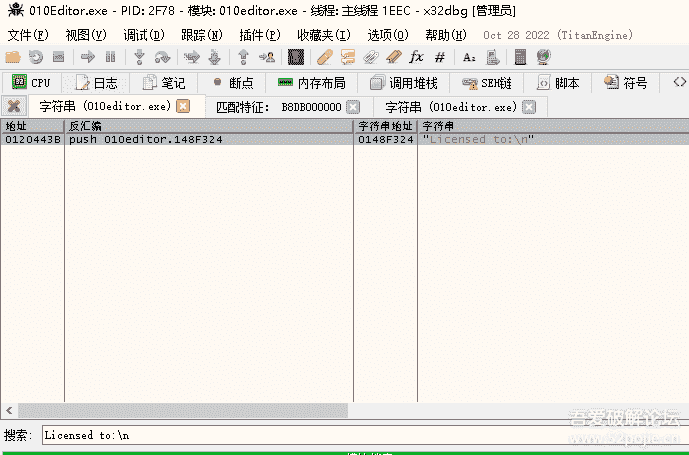 010Editor.exe - PID: 2F78 - 模块: 010editor.exe - 线程: 主线程 1EEC - x32dbg [管理员]
文件(F) 视图(V) 调试(D) 跟踪(N) 插件(P) 收藏夹(I) 选项(O) 帮助(H) Oct 28 2022 (TitanEngine)
fx # A₂
CPU 日志 笔记 断点 内存布局 调用堆栈 SEH链 脚本 符号
字符串 (010editor.exe) 匹配特征: B8DB000000 字符串 (010editor.exe)
地址 反汇编 字符串地址 字符串
0120443B push 010editor.148F324 0148F324 "Licensed to:\n"
吾爱破解论坛
搜索: Licensed to:\n
www.52pojie.cn